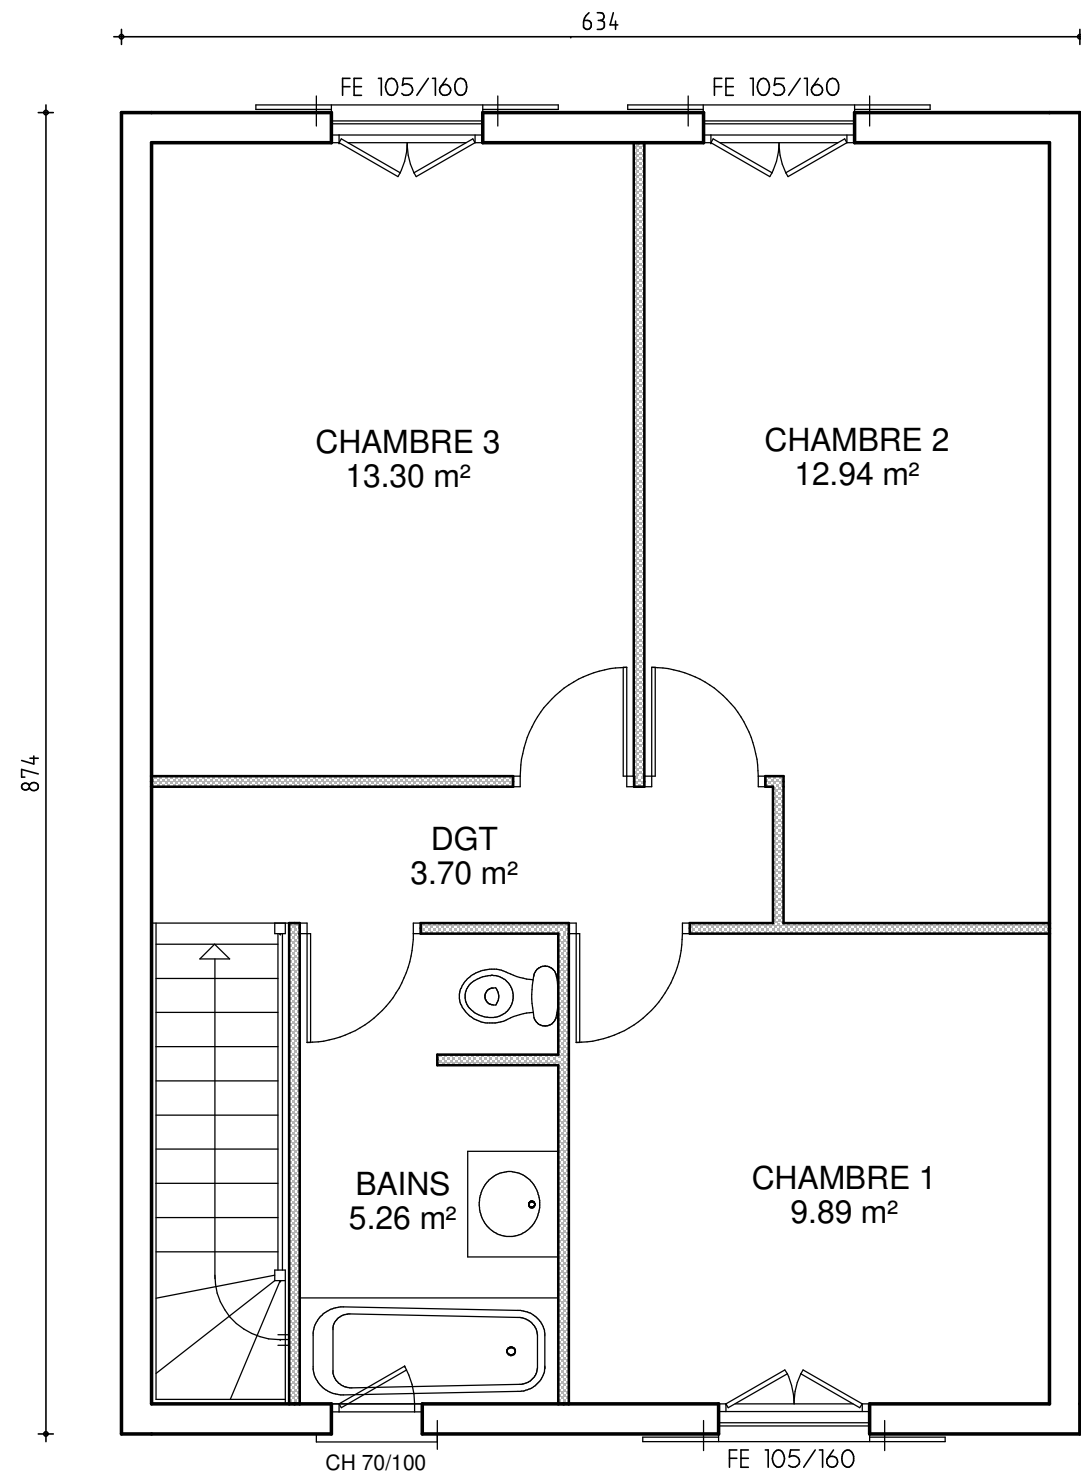 634
FE 105/160
FE 105/160
CHAMBRE 3
13.30 m²
CHAMBRE 2
12.94 m²
874
DGT
3.70 m²
BAINS
5.26 m²
CHAMBRE 1
9.89 m²
CH 70/100
FE 105/160